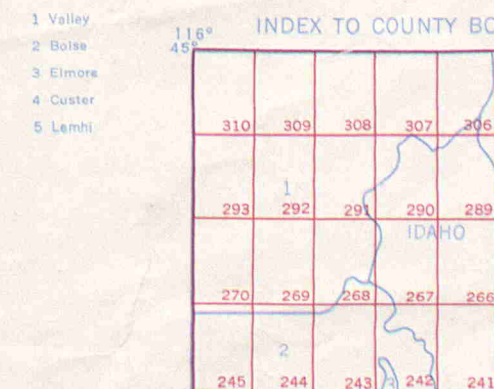 1 Valley
2 Boise
3 Elmore
4 Custer
5 Lemhi
INDEX TO COUNTY BO
116°
45°
310 309 308 307 306
1
293 292 291 290 289
IDAHO
270 269 268 267 266
2
245 244 243 3 242 241